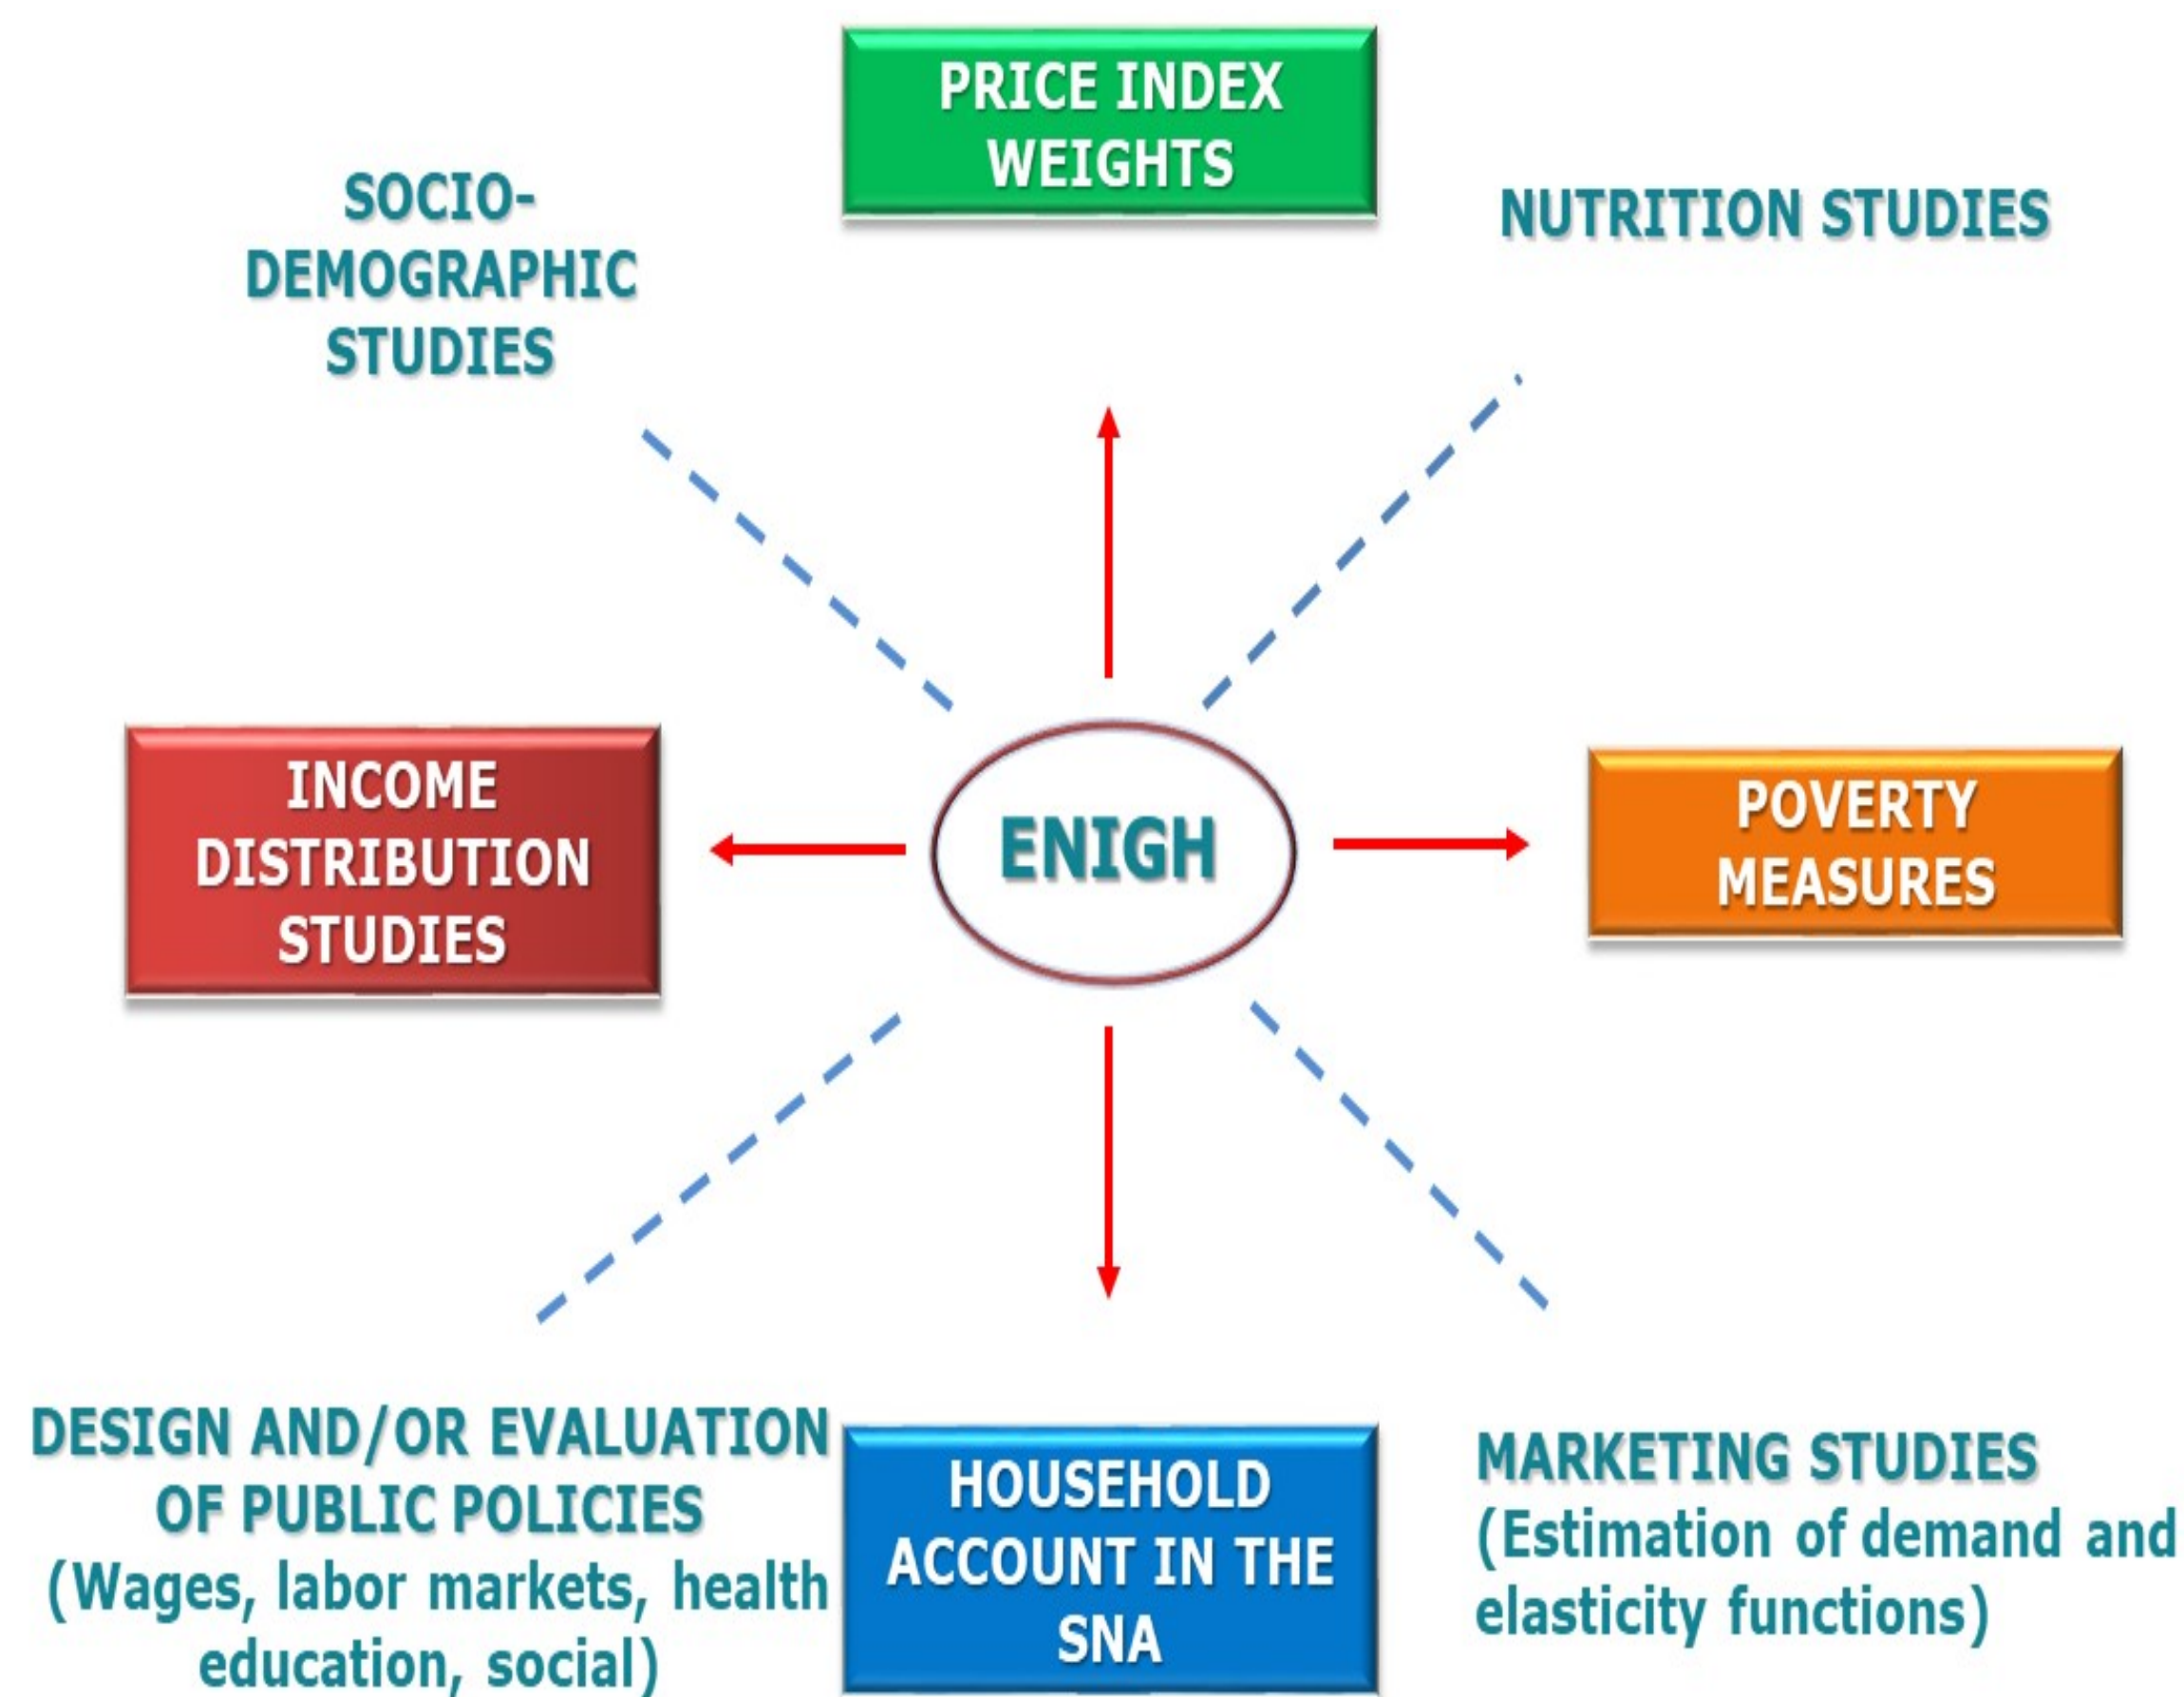 PRICE INDEX
WEIGHTS
SOCIO-
DEMOGRAPHIC
STUDIES
NUTRITION STUDIES
INCOME
DISTRIBUTION
STUDIES
ENIGH
POVERTY
MEASURES
DESIGN AND/OR EVALUATION
OF PUBLIC POLICIES
(Wages, labor markets, health
education, social)
HOUSEHOLD
ACCOUNT IN THE
SNA
MARKETING STUDIES
(Estimation of demand and
elasticity functions)